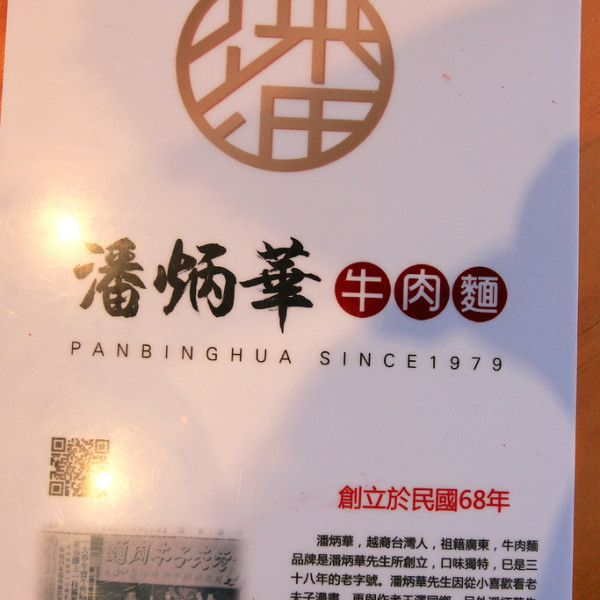 潘
潘炳華 牛肉麵
PANBINGHUA SINCE1979
創立於民國68年
潘炳華,越裔台灣人,祖籍廣東,牛肉麵
品牌是潘炳華先生所創立,口味獨特,已是三
十八年的老字號。潘炳華先生因從小喜歡看老